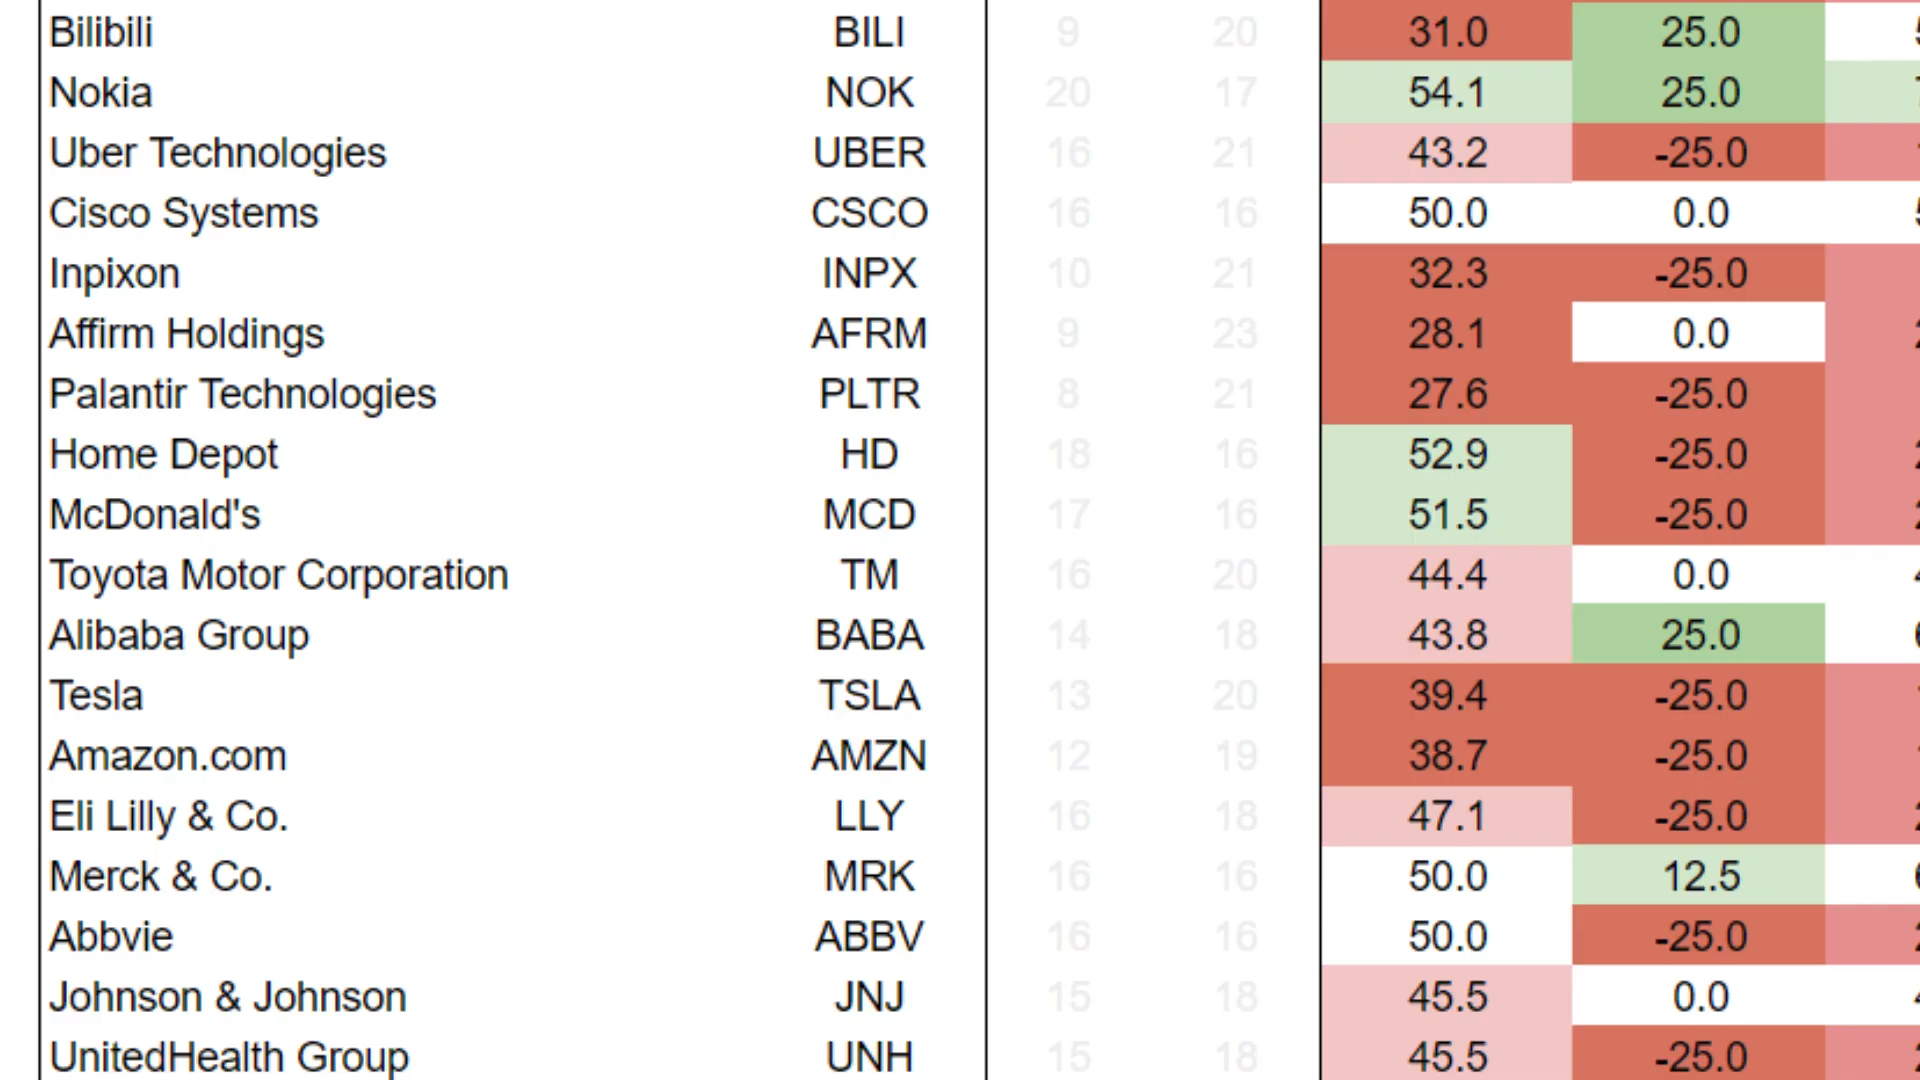 Bilibili BILI 9 20 31.0 25.0
Nokia NOK 20 17 54.1 25.0
Uber Technologies UBER 16 21 43.2 -25.0
Cisco Systems CSCO 16 16 50.0 0.0
Inpixon INPX 10 21 32.3 -25.0
Affirm Holdings AFRM 9 23 28.1 0.0
Palantir Technologies PLTR 8 21 27.6 -25.0
Home Depot HD 18 16 52.9 -25.0
McDonald's MCD 17 16 51.5 -25.0
Toyota Motor Corporation TM 16 20 44.4 0.0
Alibaba Group BABA 14 18 43.8 25.0
Tesla TSLA 13 20 39.4 -25.0
Amazon.com AMZN 12 19 38.7 -25.0
Eli Lilly & Co. LLY 16 18 47.1 -25.0
Merck & Co. MRK 16 16 50.0 12.5
Abbvie ABBV 16 16 50.0 -25.0
Johnson & Johnson JNJ 15 18 45.5 0.0
UnitedHealth Group UNH 15 18 45.5 -25.0